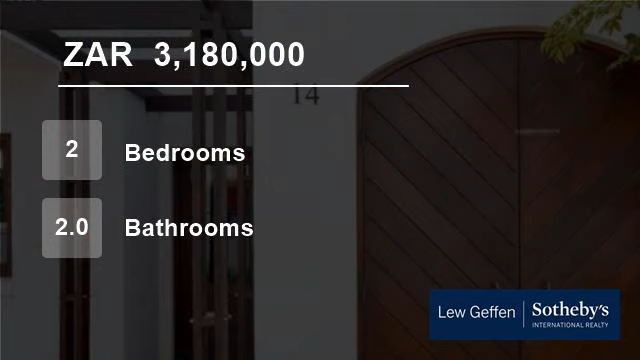 ZAR 3,180,000
14
2 Bedrooms
2.0 Bathrooms
Lew Geffen | Sotheby's
INTERNATIONAL REALTY